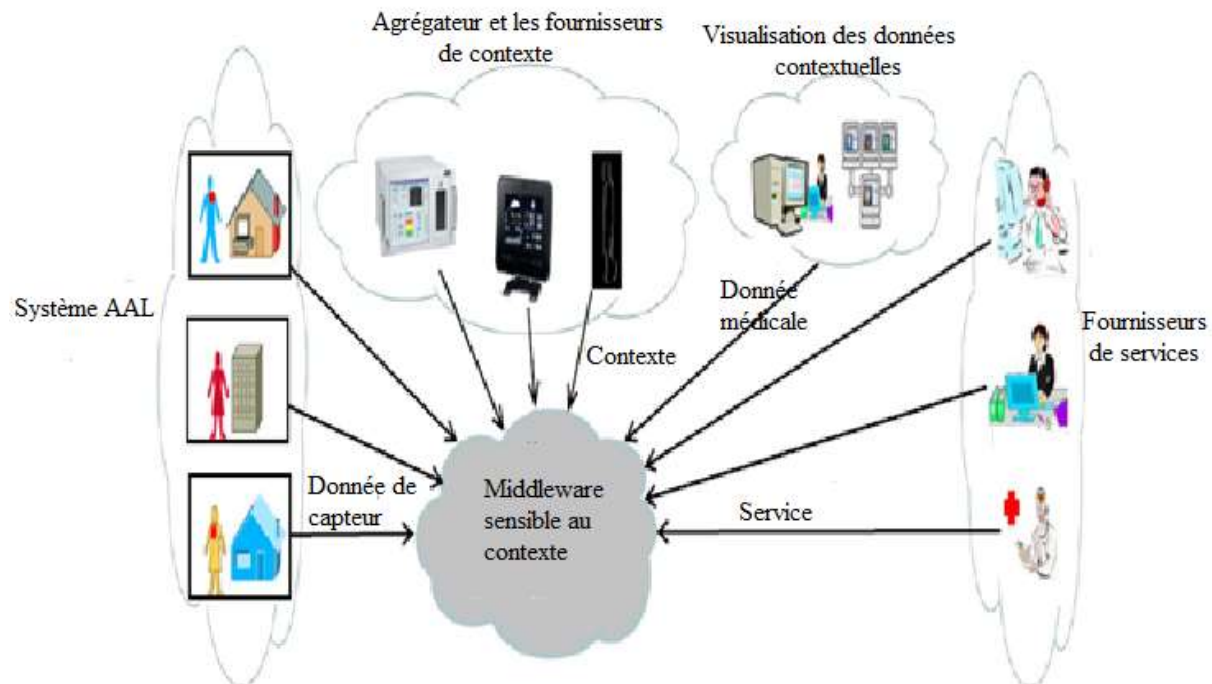 Agrégateur et les fournisseurs
de contexte
Visualisation des données
contextuelles
Système AAL
Donnée
médicale
Fournisseurs
de services
Contexte
Donnée de
capteur
Middleware
sensible au
contexte
Service